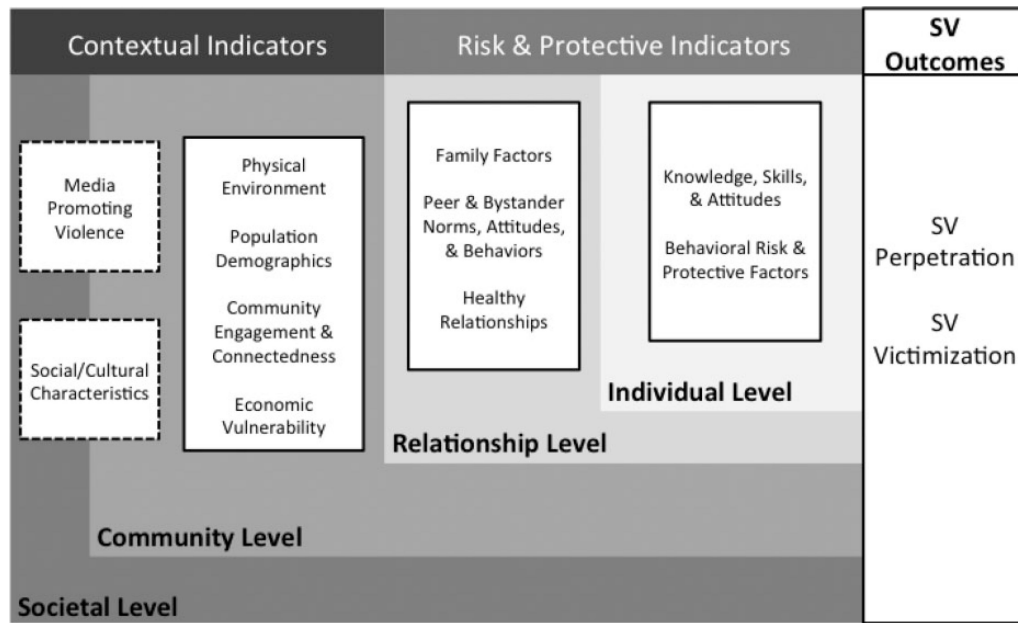 Contextual Indicators
Risk & Protective Indicators
SV
Outcomes
Media
Promoting
Violence
Social/Cultural
Characteristics
Physical
Environment
Population
Demographics
Community
Engagement &
Connectedness
Economic
Vulnerability
Family Factors
Peer & Bystander
Norms, Attitudes,
& Behaviors
Healthy
Relationships
Knowledge, Skills,
& Attitudes
Behavioral Risk &
Protective Factors
SV
Perpetration
SV
Victimization
Individual Level
Relationship Level
Community Level
Societal Level